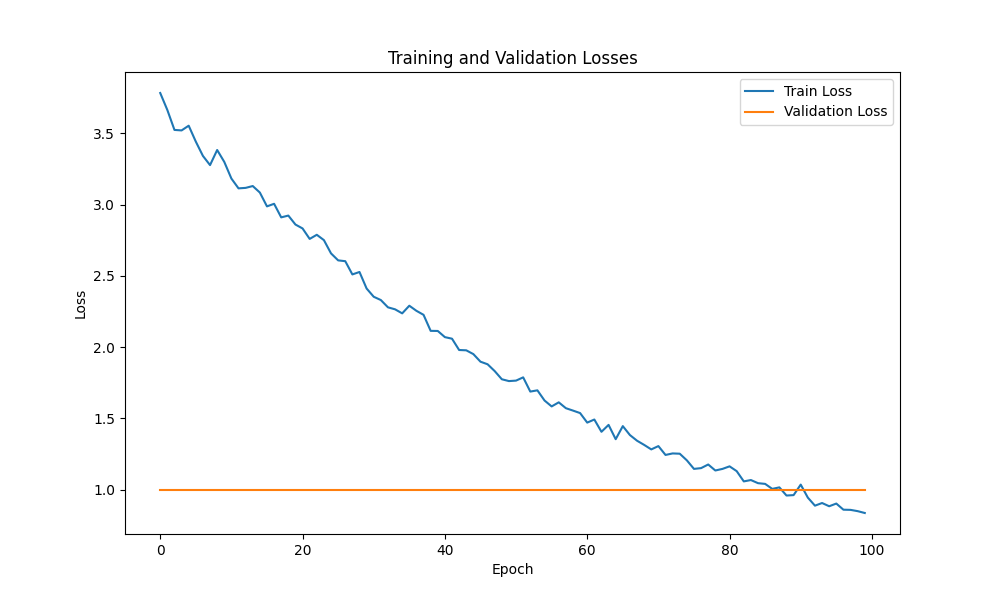 Training and Validation Losses
Train Loss
Validation Loss
3.5
3.0
2.5
2.0
1.5
1.0
Loss
0 20 40 60 80 100
Epoch